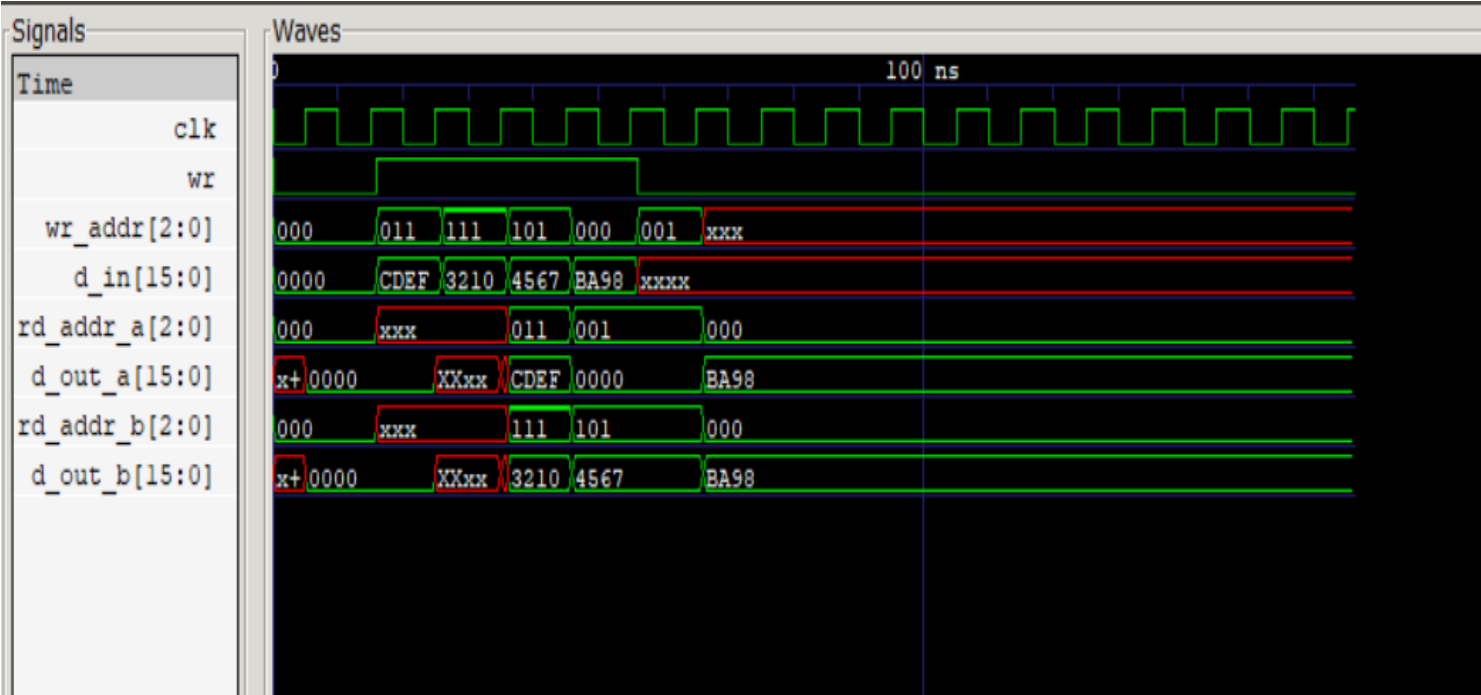 Signals Waves
Time 0 100 ns
clk
wr
wr_addr[2:0] 000 011 111 101 000 001 xxx
d_in[15:0] 0000 CDEF 3210 4567 BA98 xxxx
rd_addr_a[2:0] 000 xxx 011 001 000
d_out_a[15:0] x+ 0000 XXxx CDEF 0000 BA98
rd_addr_b[2:0] 000 xxx 111 101 000
d_out_b[15:0] x+ 0000 XXxx 3210 4567 BA98